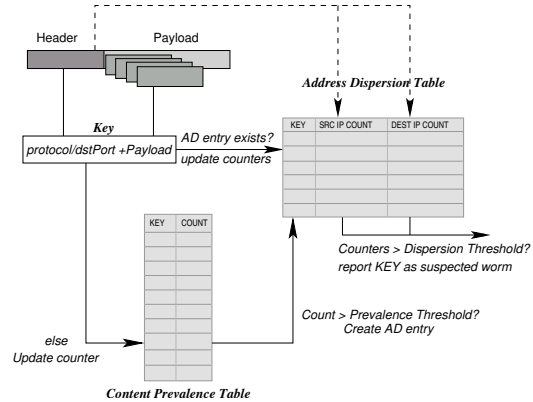 Header Payload
Address Dispersion Table
KEY SRC IP COUNT DEST IP COUNT
Key
protocol/dstPort +Payload
AD entry exists?
update counters
KEY COUNT
Counters > Dispersion Threshold?
report KEY as suspected worm
Count > Prevalence Threshold?
Create AD entry
else
Update counter
Content Prevalence Table